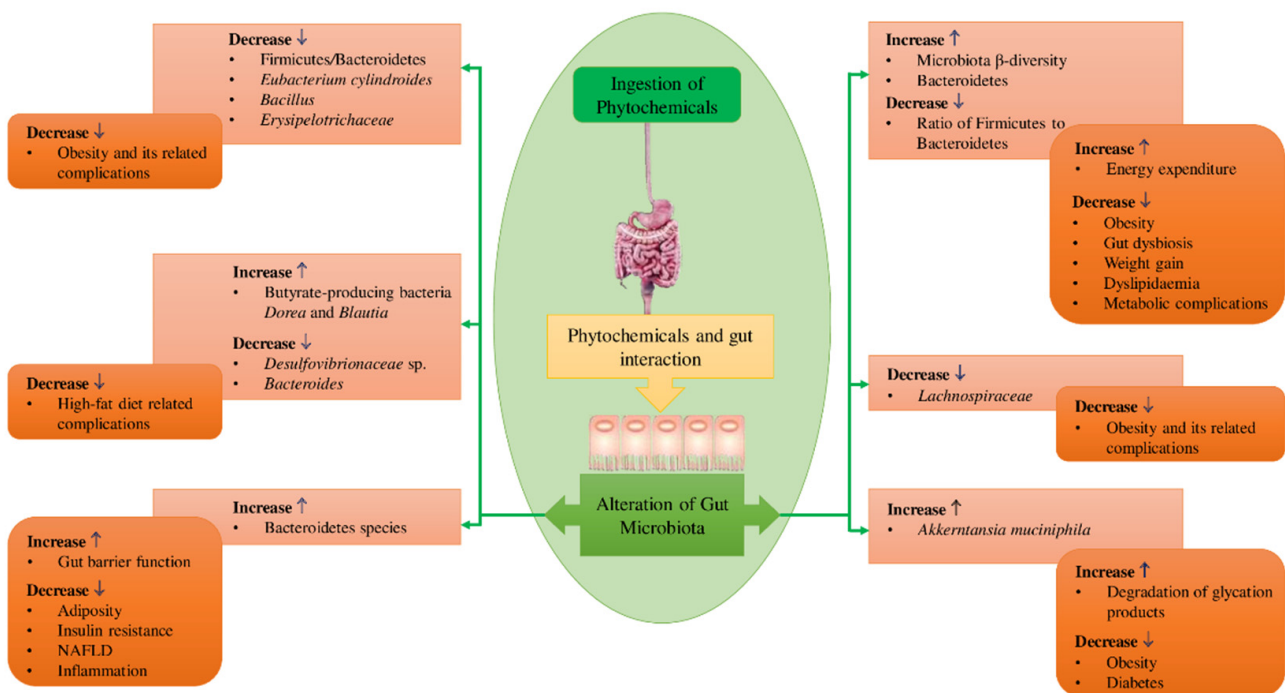 Decrease ↓
• Firmicutes/Bacteroidetes
• Eubacterium cylindroides
• Bacillus
• Erysipelotrichaceae
Decrease ↓
• Obesity and its related
complications
Increase ↑
• Butyrate-producing bacteria
Dorea and Blautia
Decrease ↓
• Desulfovibrionaceae sp.
• Bacteroides
Decrease ↓
• High-fat diet related
complications
Increase ↑
• Bacteroidetes species
Increase ↑
• Gut barrier function
Decrease ↓
• Adiposity
• Insulin resistance
• NAFLD
• Inflammation
Ingestion of
Phytochemicals
Phytochemicals and gut
interaction
Alteration of Gut
Microbiota
Increase ↑
• Microbiota β-diversity
• Bacteroidetes
Decrease ↓
• Ratio of Firmicutes to
Bacteroidetes
Increase ↑
• Energy expenditure
Decrease ↓
• Obesity
• Gut dysbiosis
• Weight gain
• Dyslipidaemia
• Metabolic complications
Decrease ↓
• Lachnospiraceae
Decrease ↓
• Obesity and its related
complications
Increase ↑
• Akkerntansia muciniphila
Increase ↑
• Degradation of glycation
products
Decrease ↓
• Obesity
• Diabetes